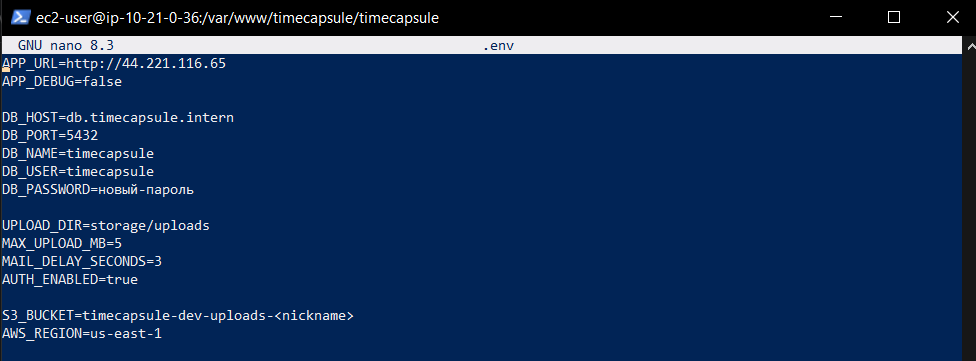 ec2-user@ip-10-21-0-36:/var/www/timecapsule/timecapsule
GNU nano 8.3 .env
APP_URL=http://44.221.116.65
APP_DEBUG=false
DB_HOST=db.timecapsule.intern
DB_PORT=5432
DB_NAME=timecapsule
DB_USER=timecapsule
DB_PASSWORD=новый-пароль
UPLOAD_DIR=storage/uploads
MAX_UPLOAD_MB=5
MAIL_DELAY_SECONDS=3
AUTH_ENABLED=true
S3_BUCKET=timecapsule-dev-uploads-<nickname>
AWS_REGION=us-east-1